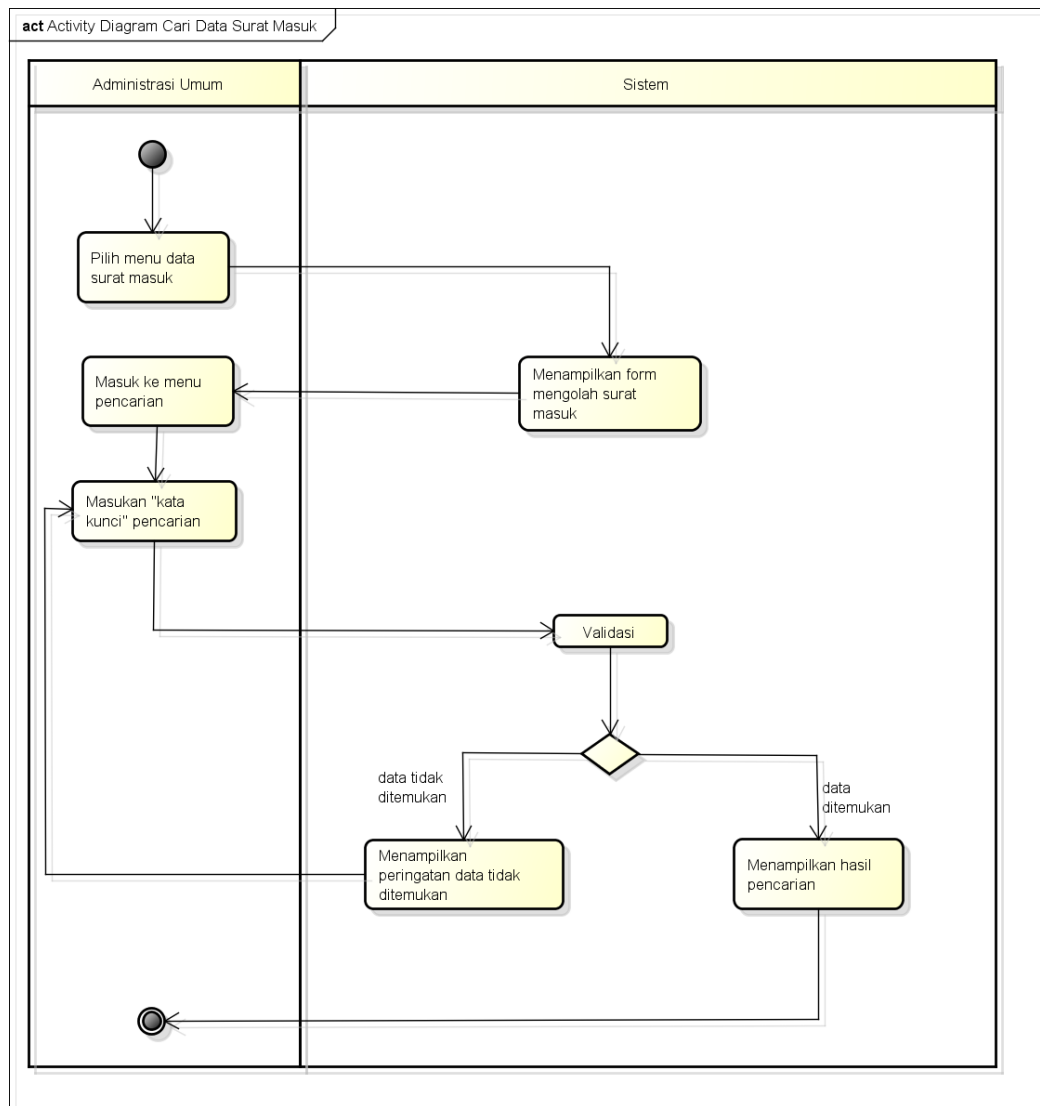 act Activity Diagram Cari Data Surat Masuk
Administrasi Umum
Sistem
Pilih menu data
surat masuk
Menampilkan form
mengolah surat
masuk
Masuk ke menu
pencarian
Masukan "kata
kunci" pencarian
Validasi
data tidak
ditemukan
data
ditemukan
Menampilkan
peringatan data tidak
ditemukan
Menampilkan hasil
pencarian